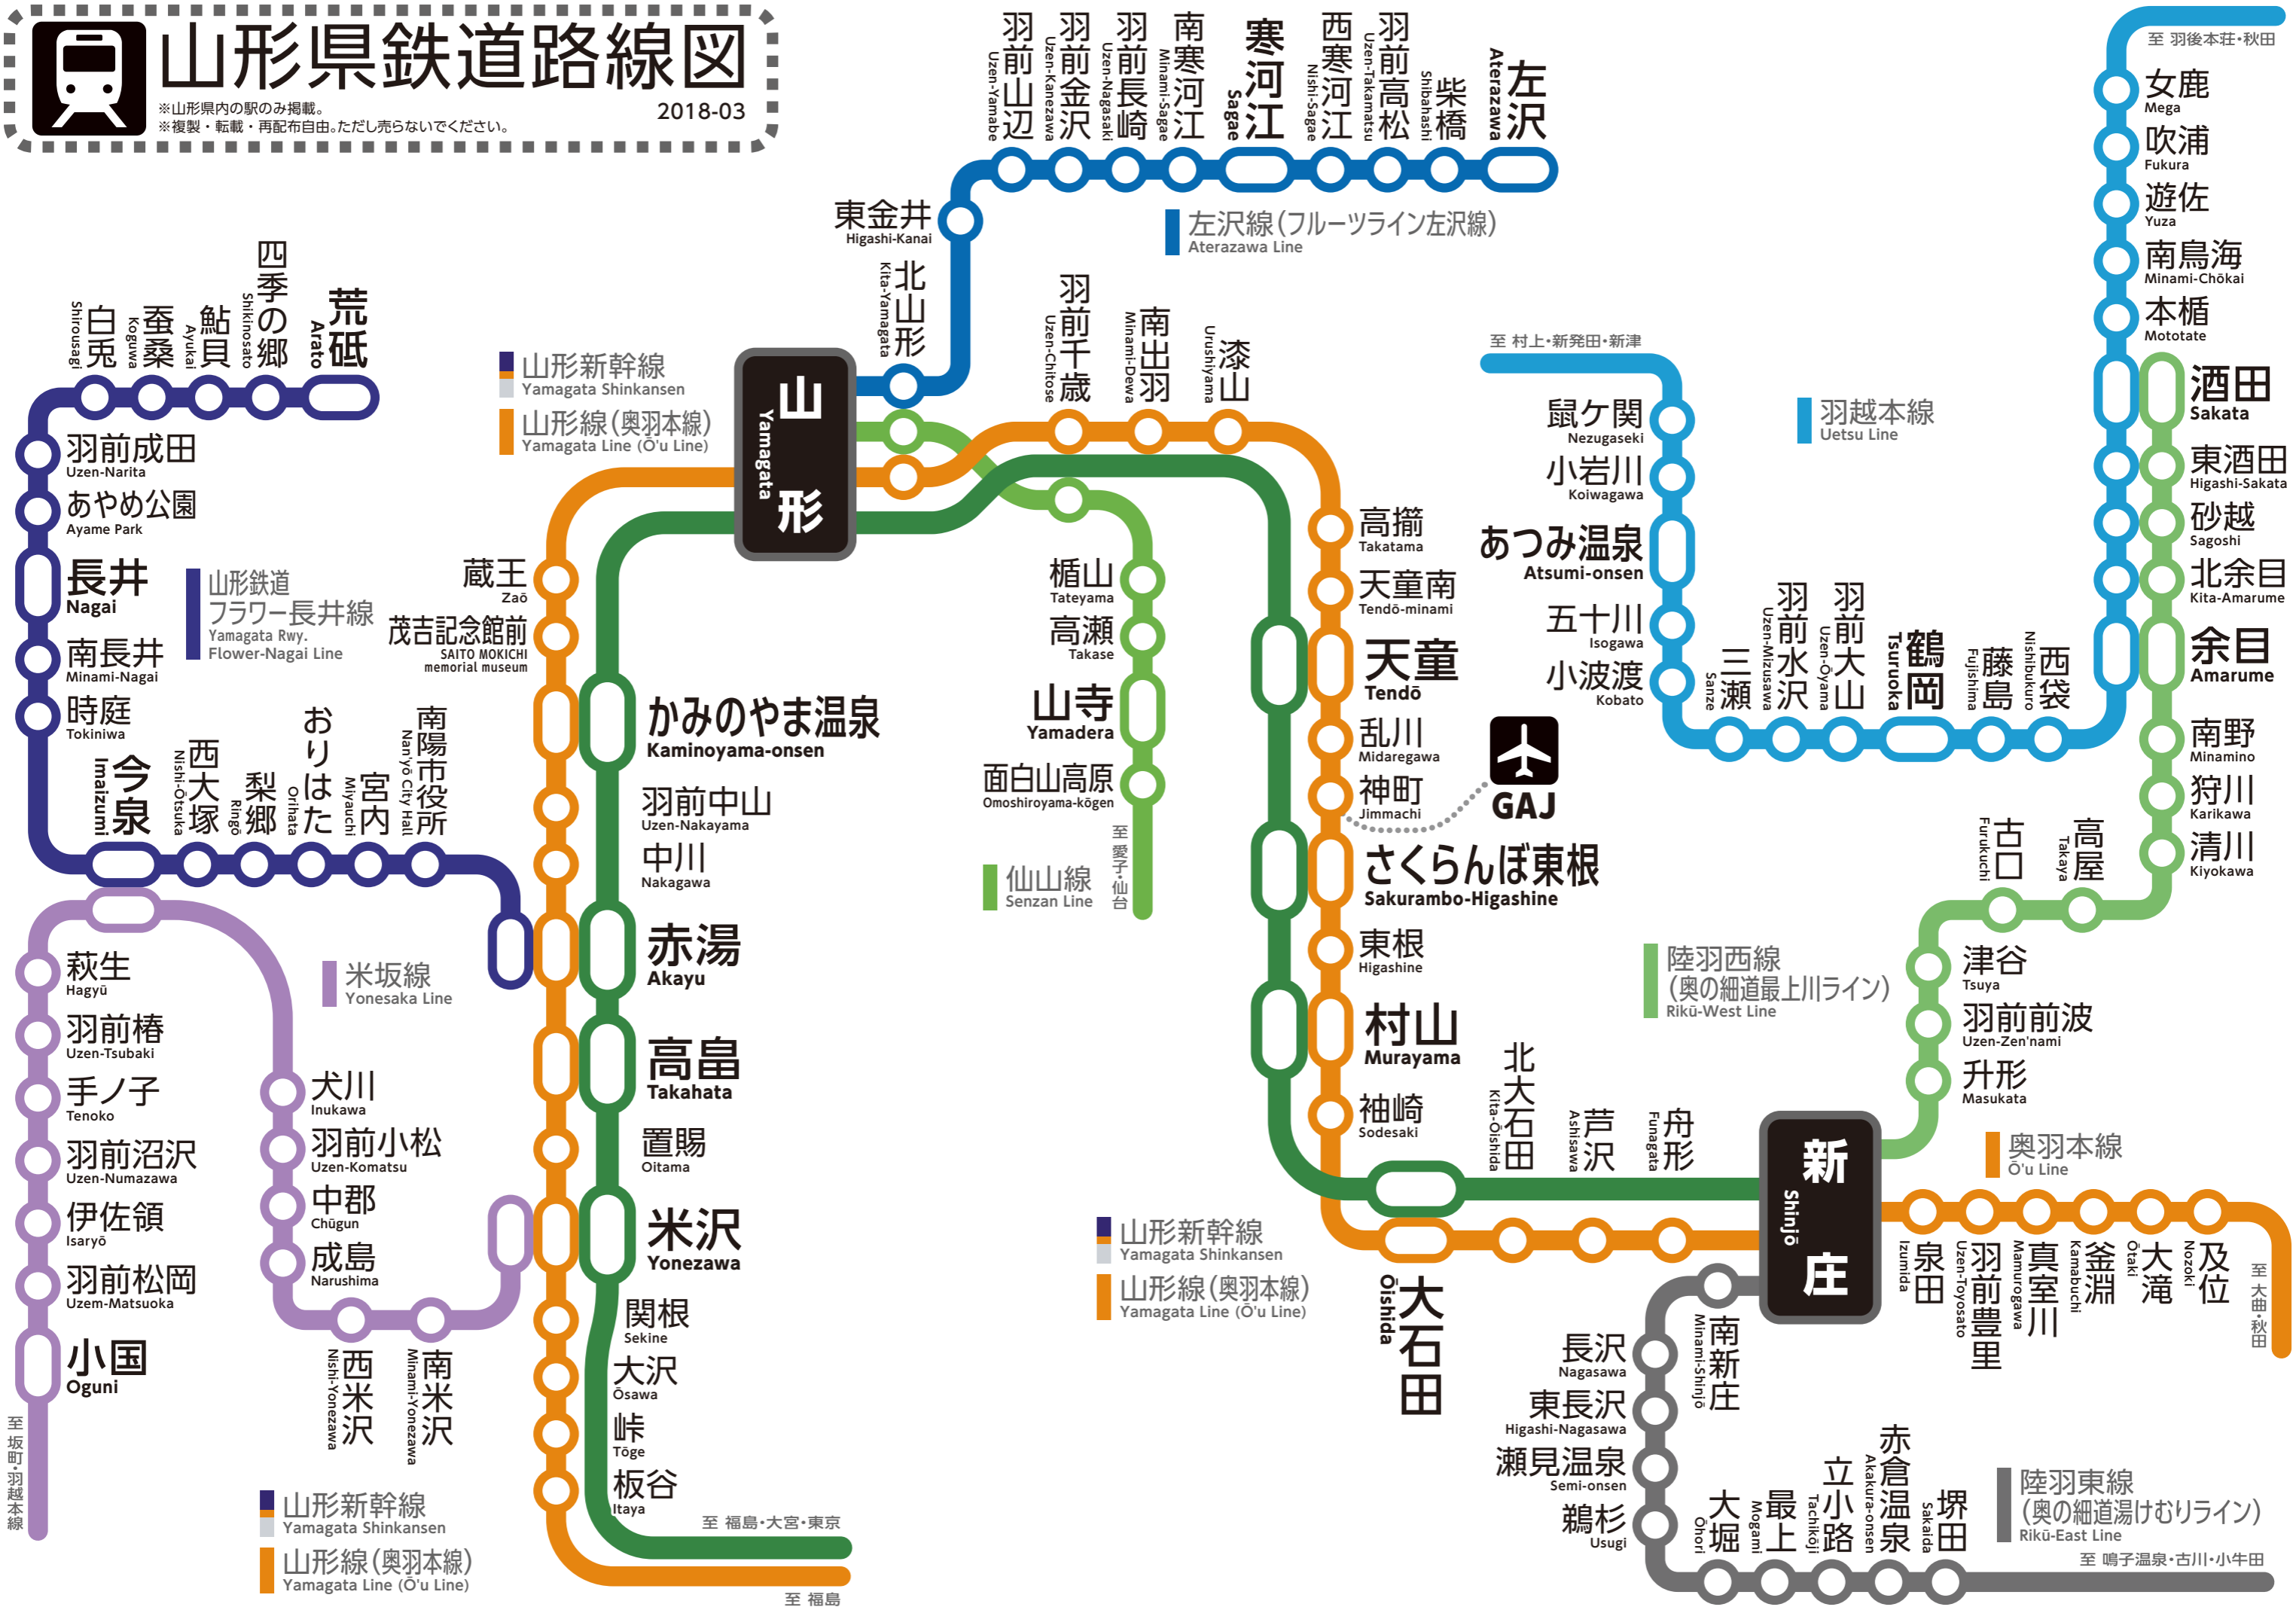 山形県鉄道路線図
※山形県内の駅のみ掲載。
※複製・転載・再配布自由。ただし売らないでください。
2018-03
羽前山辺
Uzen-Yamabe
羽前金沢
Uzen-Kanezawa
羽前長崎
Uzen-Nagasaki
南寒河江
Minami-Sagae
寒河江
Sagae
西寒河江
Nishi-Sagae
羽前高松
Uzen-Takamatsu
柴橋
Shibahashi
左沢
Aterazawa
東金井
Higashi-Kanai
北山形
Kita-Yamagata
左沢線(フルーツライン左沢線)
Aterazawa Line
至 羽後本荘・秋田
女鹿
Mega
吹浦
Fukura
遊佐
Yuza
南鳥海
Minami-Chōkai
本楯
Mototate
酒田
Sakata
東酒田
Higashi-Sakata
砂越
Sagoshi
北余目
Kita-Amarume
余目
Amarume
南野
Minamino
狩川
Karikawa
清川
Kiyokawa
高屋
Takaya
古口
Furukuchi
津谷
Tsuya
羽前前波
Uzen-Zen'nami
升形
Masukata
陸羽西線
(奥の細道最上川ライン)
Rikū-West Line
羽越本線
Uetsu Line
至 村上・新発田・新津
鼠ケ関
Nezugaseki
小岩川
Koiwagawa
あつみ温泉
Atsumi-onsen
五十川
Isogawa
小波渡
Kobato
三瀬
Sanze
羽前水沢
Uzen-Mizusawa
羽前大山
Uzen-Ōyama
鶴岡
Tsuruoka
藤島
Fujishima
西袋
Nishibukuro
白兎
Shirousagi
蚕桑
Koguwa
鮎貝
Ayukai
四季の郷
Shikinosato
荒砥
Arato
羽前成田
Uzen-Narita
あやめ公園
Ayame Park
長井
Nagai
南長井
Minami-Nagai
時庭
Tokiniwa
山形鉄道
フラワー長井線
Yamagata Rwy.
Flower-Nagai Line
今泉
Imaizumi
西大塚
Nishi-Ōtsuka
梨郷
Ringō
おりはた
Orihata
宮内
Miyauchi
南陽市役所
Nan'yō City Hall
山形新幹線
Yamagata Shinkansen
山形線(奥羽本線)
Yamagata Line (Ō'u Line)
山形
Yamagata
羽前千歳
Uzen-Chitose
南出羽
Minami-Dewa
漆山
Urushiyama
高擶
Takatama
天童南
Tendō-minami
天童
Tendō
乱川
Midaregawa
神町
Jimmachi
GAJ
さくらんぼ東根
Sakurambo-Higashine
東根
Higashine
村山
Murayama
袖崎
Sodesaki
大石田
Ōishida
北大石田
Kita-Ōishida
芦沢
Ashisawa
舟形
Funagata
新庄
Shinjō
楯山
Tateyama
高瀬
Takase
山寺
Yamadera
面白山高原
Omoshiroyama-kōgen
至 愛子・仙台
仙山線
Senzan Line
蔵王
Zaō
茂吉記念館前
SAITO MOKICHI
memorial museum
かみのやま温泉
Kaminoyama-onsen
羽前中山
Uzen-Nakayama
中川
Nakagawa
赤湯
Akayu
高畠
Takahata
置賜
Oitama
米沢
Yonezawa
関根
Sekine
大沢
Ōsawa
峠
Tōge
板谷
Itaya
至 福島・大宮・東京
至 福島
米坂線
Yonesaka Line
萩生
Hagyū
羽前椿
Uzen-Tsubaki
手ノ子
Tenoko
羽前沼沢
Uzen-Numazawa
伊佐領
Isaryō
羽前松岡
Uzem-Matsuoka
小国
Oguni
至 坂町・羽越本線
犬川
Inukawa
羽前小松
Uzen-Komatsu
中郡
Chūgun
成島
Narushima
西米沢
Nishi-Yonezawa
南米沢
Minami-Yonezawa
山形新幹線
Yamagata Shinkansen
山形線(奥羽本線)
Yamagata Line (Ō'u Line)
山形新幹線
Yamagata Shinkansen
山形線(奥羽本線)
Yamagata Line (Ō'u Line)
奥羽本線
Ō'u Line
泉田
Izumida
羽前豊里
Uzen-Toyosato
真室川
Mamurogawa
釜淵
Kamabuchi
大滝
Ōtaki
及位
Nozoki
至 大曲・秋田
南新庄
Minami-Shinjō
長沢
Nagasawa
東長沢
Higashi-Nagasawa
瀬見温泉
Semi-onsen
鵜杉
Usugi
大堀
Ōhori
最上
Mogami
立小路
Tachikōji
赤倉温泉
Akakura-onsen
堺田
Sakaida
陸羽東線
(奥の細道湯けむりライン)
Rikū-East Line
至 鳴子温泉・古川・小牛田